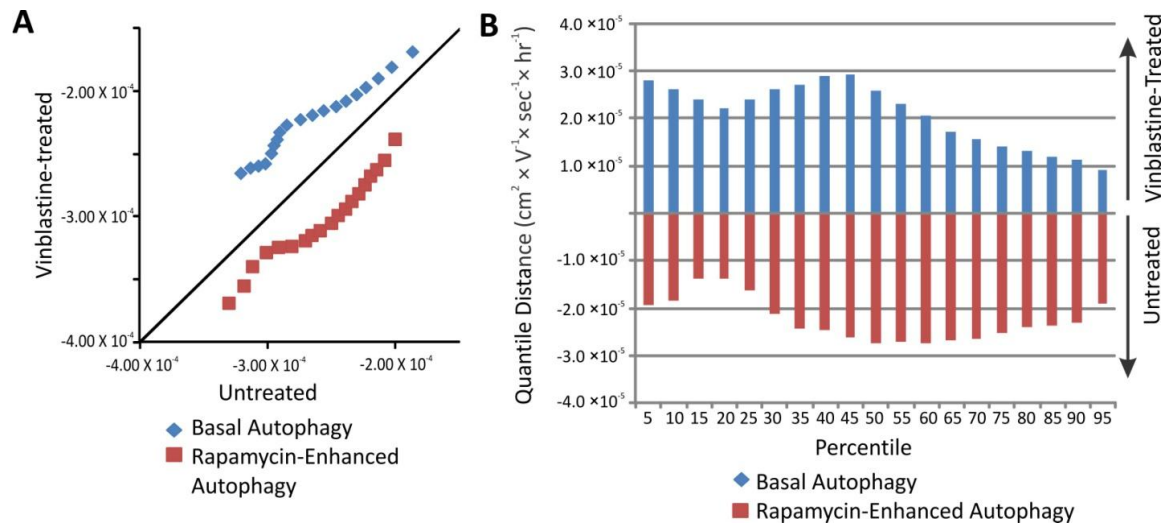 A
Vinblastine-treated
-2.00 X 10⁻⁴
-3.00 X 10⁻⁴
-4.00 X 10⁻⁴
-4.00 X 10⁻⁴
-3.00 X 10⁻⁴
-2.00 X 10⁻⁴
Untreated
Basal Autophagy
Rapamycin-Enhanced
Autophagy
B
Quantile Distance (cm² × V⁻¹× sec⁻¹× hr⁻¹)
4.0 ×10⁻⁵
3.0 ×10⁻⁵
2.0 ×10⁻⁵
1.0 ×10⁻⁵
-1.0 ×10⁻⁵
-2.0 ×10⁻⁵
-3.0 ×10⁻⁵
-4.0 ×10⁻⁵
5 10 15 20 25 30 35 40 45 50 55 60 65 70 75 80 85 90 95
Percentile
Vinblastine-Treated
Untreated
Basal Autophagy
Rapamycin-Enhanced Autophagy